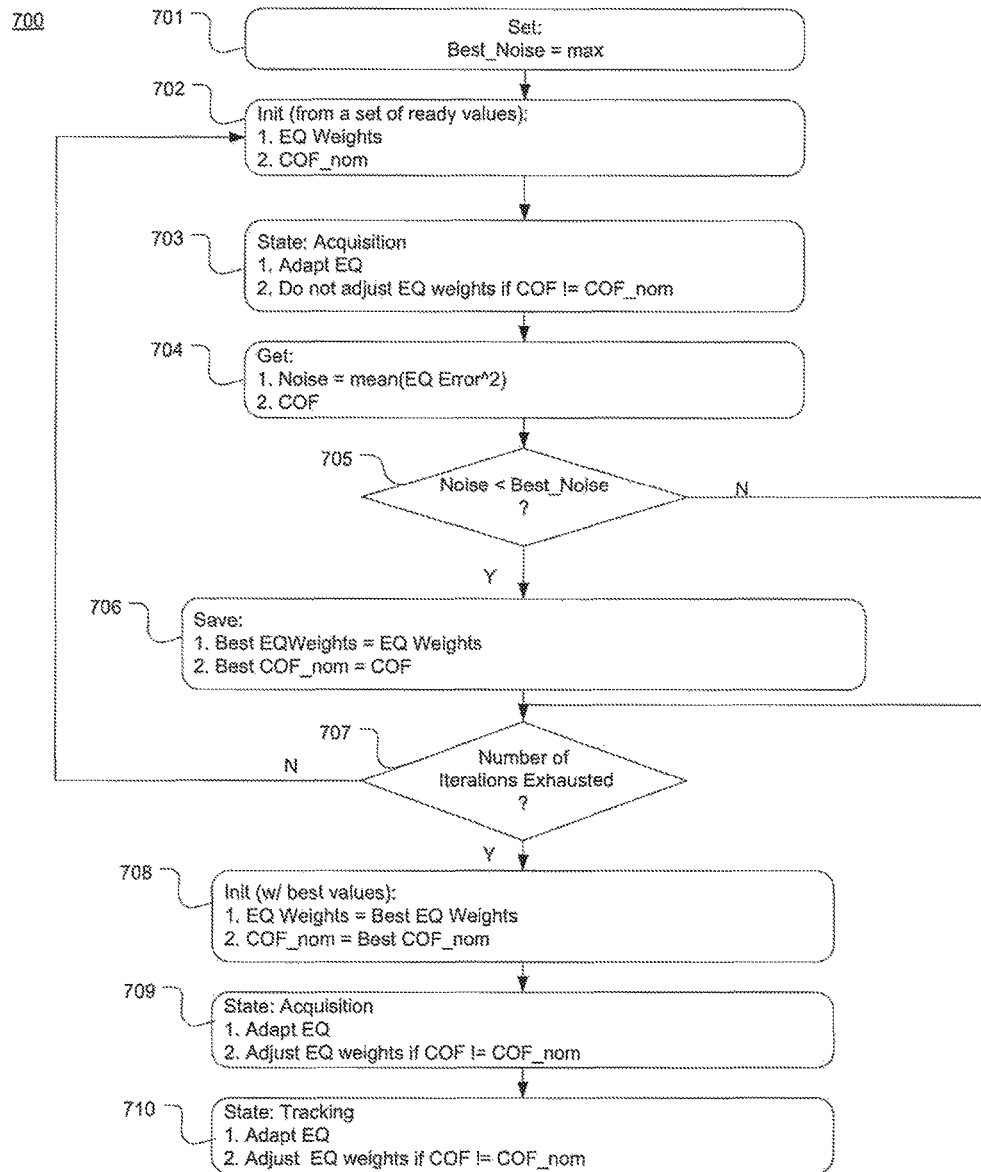 700
701
Set:
Best_Noise = max
702
Init (from a set of ready values):
1. EQ Weights
2. COF_nom
703
State: Acquisition
1. Adapt EQ
2. Do not adjust EQ weights if COF != COF_nom
704
Get:
1. Noise = mean(EQ Error^2)
2. COF
705
Noise < Best_Noise
?
N
Y
706
Save:
1. Best EQWeights = EQ Weights
2. Best COF_nom = COF
707
Number of
Iterations Exhausted
?
N
Y
708
Init (w/ best values):
1. EQ Weights = Best EQ Weights
2. COF_nom = Best COF_nom
709
State: Acquisition
1. Adapt EQ
2. Adjust EQ weights if COF != COF_nom
710
State: Tracking
1. Adapt EQ
2. Adjust EQ weights if COF != COF_nom